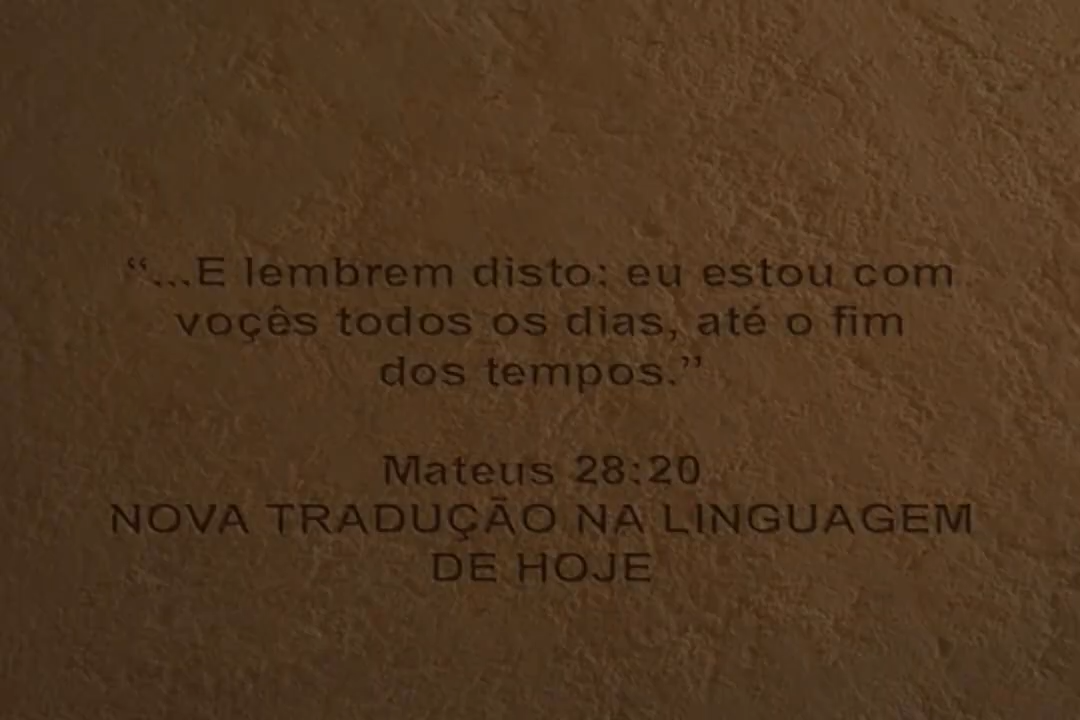 “...E lembrem disto: eu estou com
voçês todos os dias, até o fim
dos tempos.”
Mateus 28:20
NOVA TRADUÇÃO NA LINGUAGEM
DE HOJE